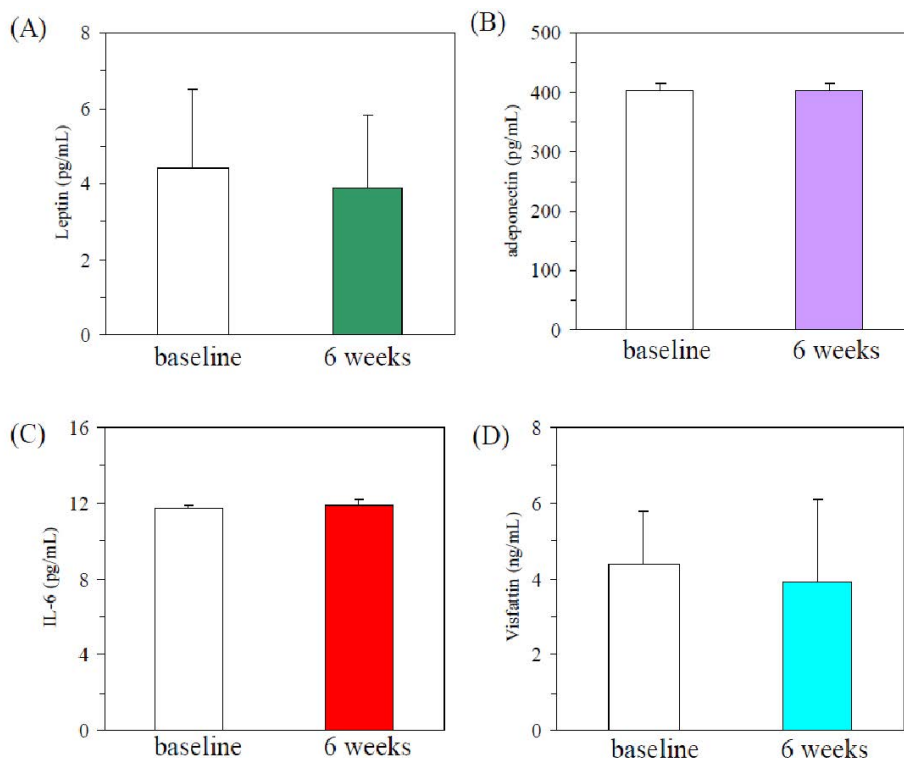 (A)
8
6
4
2
0
Leptin (pg/mL)
baseline 6 weeks
(B)
500
400
300
200
100
0
adeponectin (pg/mL)
baseline 6 weeks
(C)
16
12
8
4
0
IL-6 (pg/mL)
baseline 6 weeks
(D)
8
6
4
2
0
Visfattin (ng/mL)
baseline 6 weeks